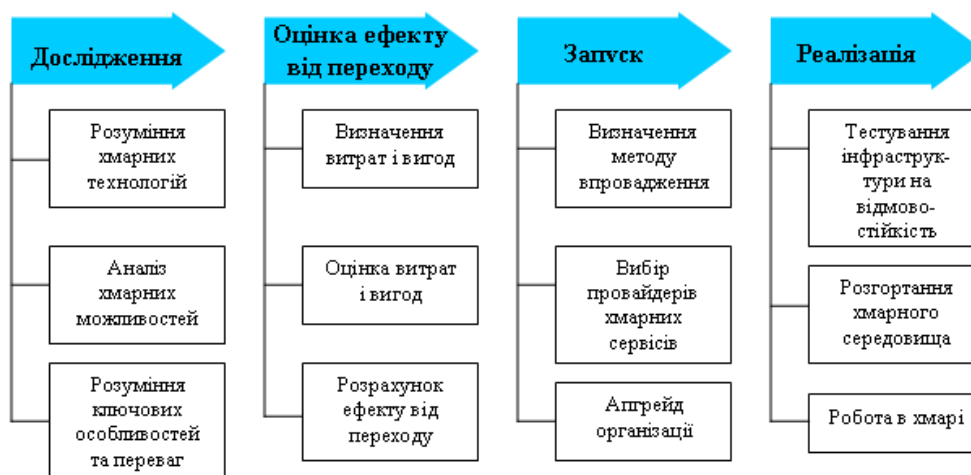 Дослідження
Розуміння
хмарних
технологій
Аналіз
хмарних
можливостей
Розуміння
ключових
особливостей
та переваг
Оцінка ефекту
від переходу
Визначення
витрат і вигод
Оцінка витрат
і вигод
Розрахунок
ефекту від
переходу
Запуск
Визначення
методу
впровадження
Вибір
провайдерів
хмарних
сервісів
Апгрейд
організації
Реалізація
Тестування
інфраструк-
тури на
відмово-
стійкість
Розгортання
хмарного
середовища
Робота в хмарі